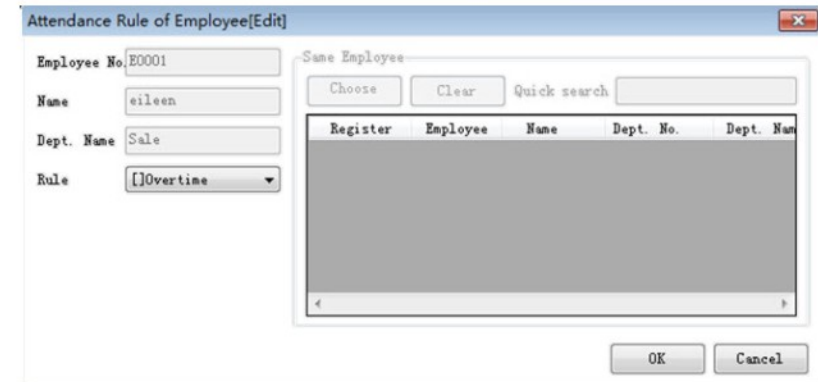 Attendance Rule of Employee[Edit]
Employee No. E0001
Name eileen
Dept. Name Sale
Rule []Overtime
Same Employee
Choose Clear Quick search
Register Employee Name Dept. No. Dept. Nam
OK Cancel